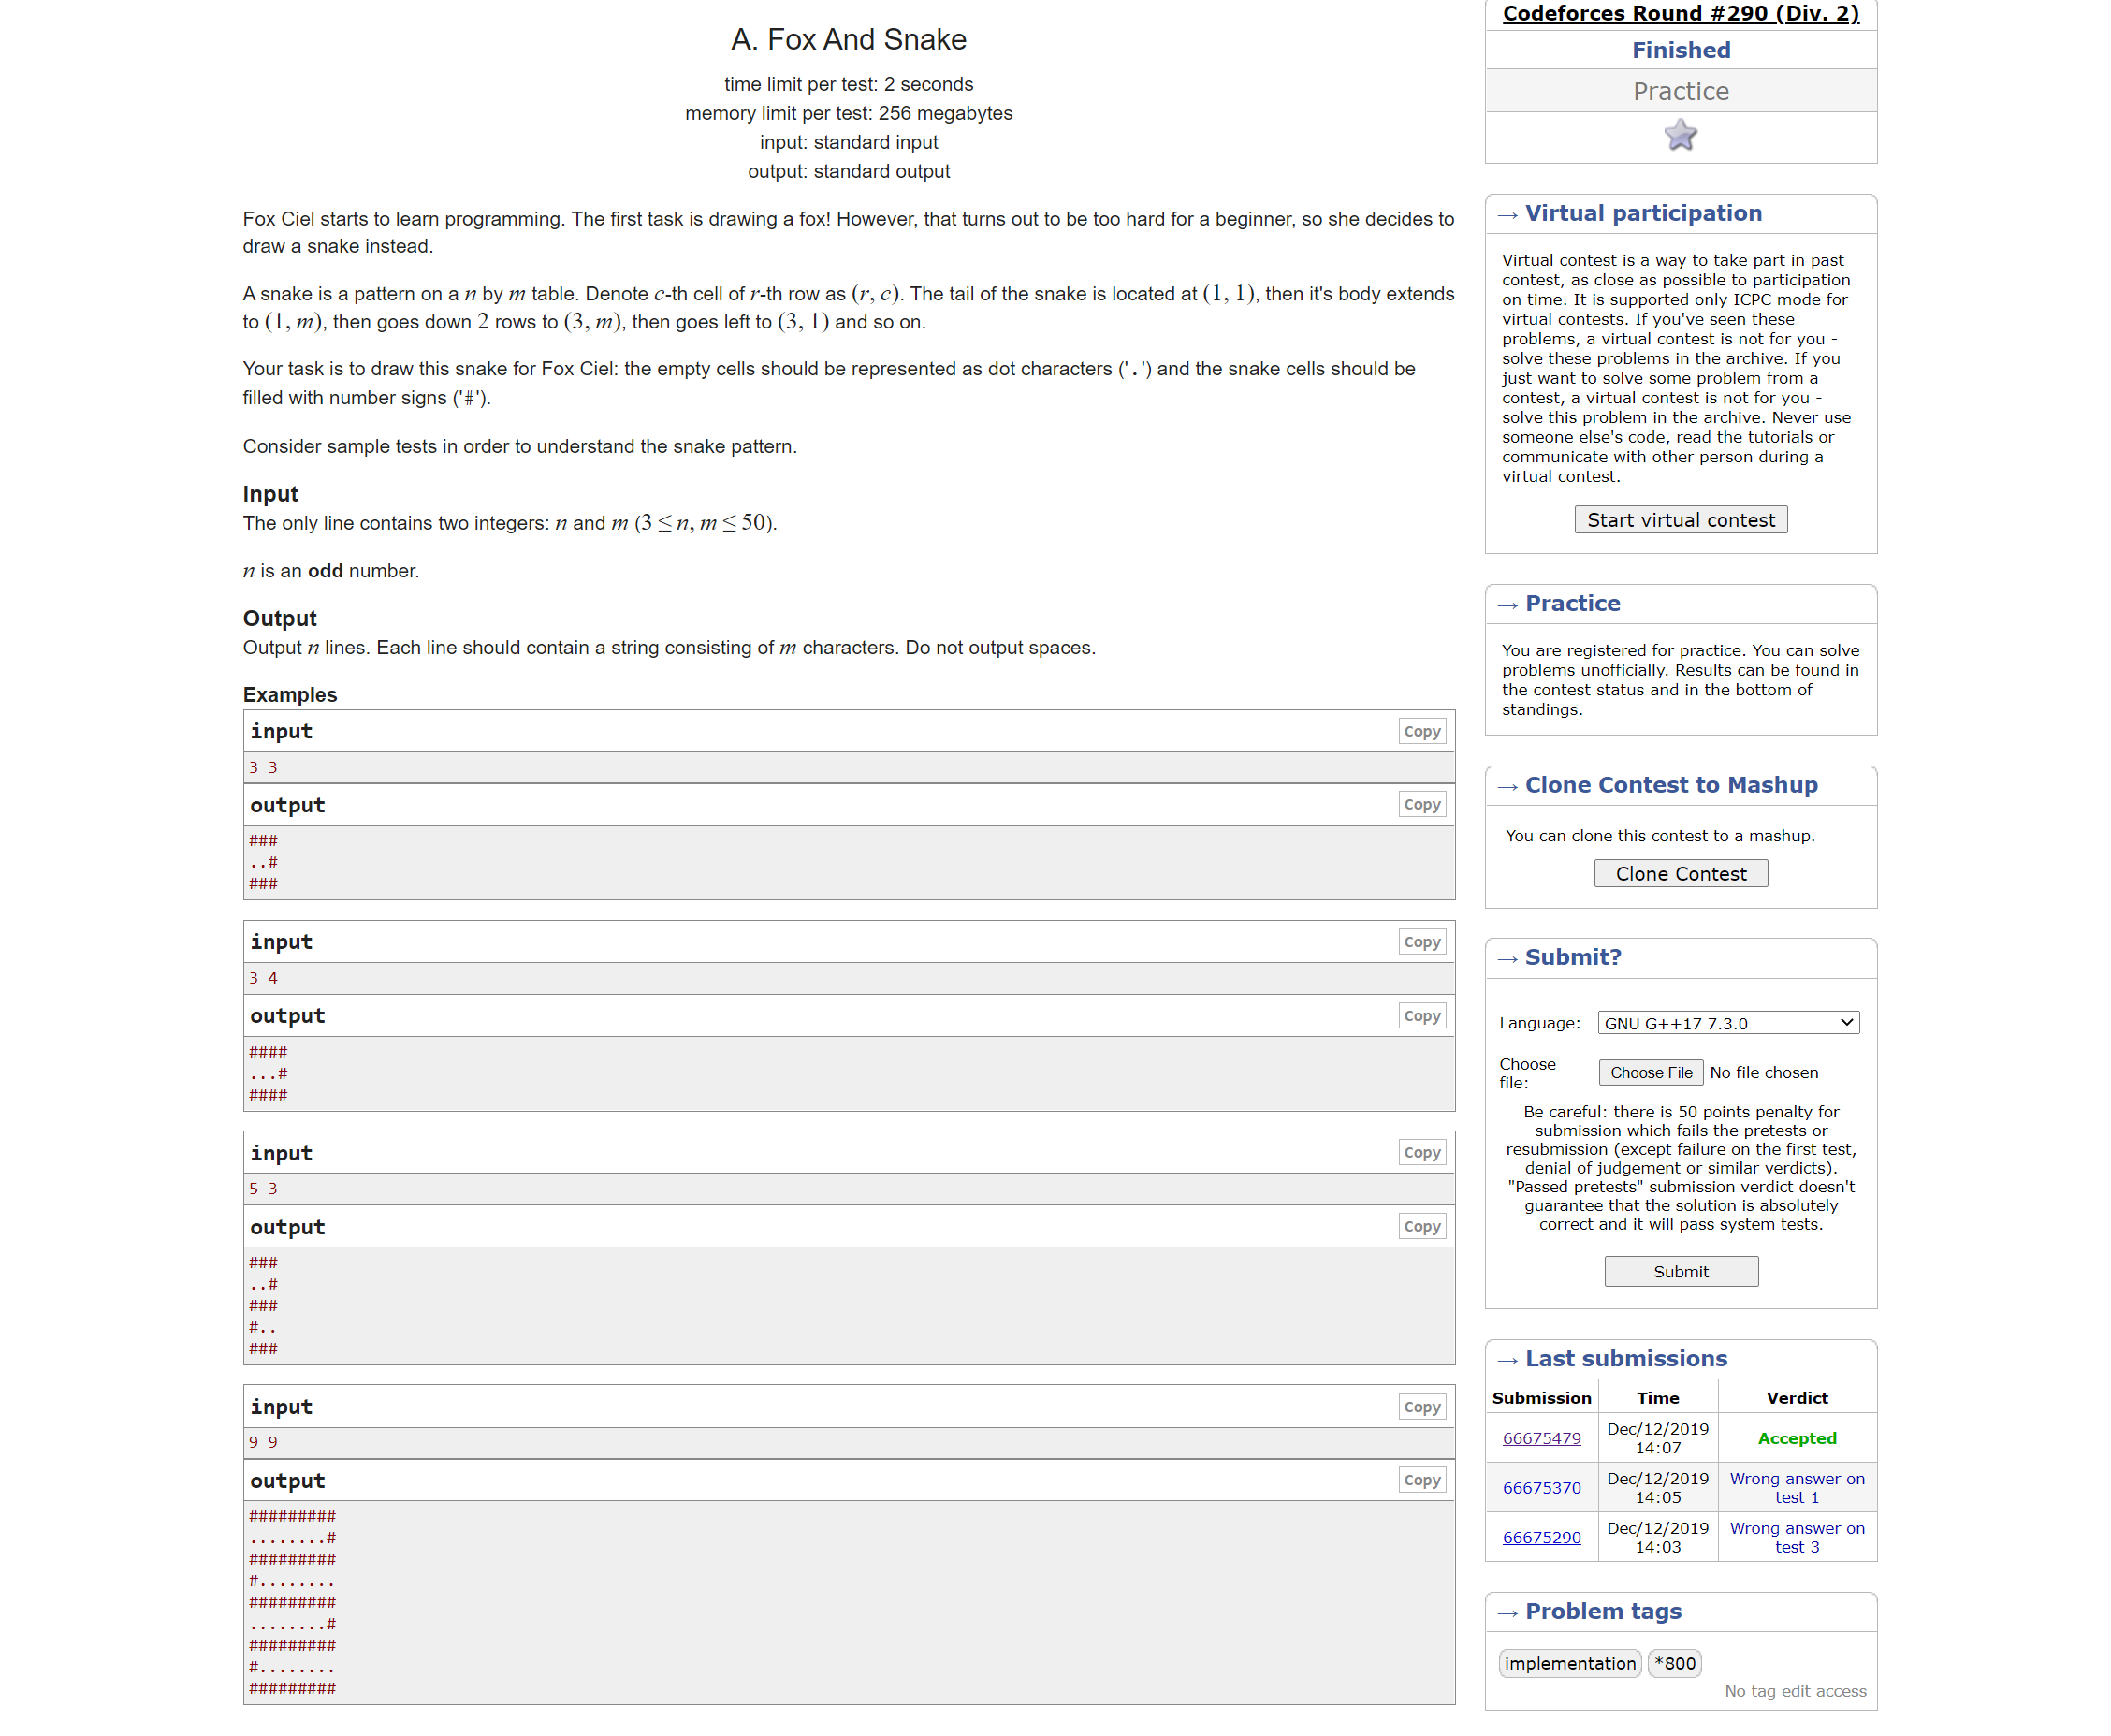 A. Fox And Snake
time limit per test: 2 seconds
memory limit per test: 256 megabytes
input: standard input
output: standard output
Fox Ciel starts to learn programming. The first task is drawing a fox! However, that turns out to be too hard for a beginner, so she decides to
draw a snake instead.
A snake is a pattern on a n by m table. Denote c-th cell of r-th row as (r, c). The tail of the snake is located at (1, 1), then it's body extends
to (1, m), then goes down 2 rows to (3, m), then goes left to (3, 1) and so on.
Your task is to draw this snake for Fox Ciel: the empty cells should be represented as dot characters ('.') and the snake cells should be
filled with number signs ('#').
Consider sample tests in order to understand the snake pattern.
Input
The only line contains two integers: n and m (3 ≤ n, m ≤ 50).
n is an odd number.
Output
Output n lines. Each line should contain a string consisting of m characters. Do not output spaces.
Examples
input
Copy
3 3
output
Copy
###
..#
###
input
Copy
3 4
output
Copy
####
...#
####
input
Copy
5 3
output
Copy
###
..#
###
#..
###
input
Copy
9 9
output
Copy
#########
........#
#########
#........
#########
........#
#########
#........
#########
Codeforces Round #290 (Div. 2)
Finished
Practice
→ Virtual participation
Virtual contest is a way to take part in past
contest, as close as possible to participation
on time. It is supported only ICPC mode for
virtual contests. If you've seen these
problems, a virtual contest is not for you -
solve these problems in the archive. If you
just want to solve some problem from a
contest, a virtual contest is not for you -
solve this problem in the archive. Never use
someone else's code, read the tutorials or
communicate with other person during a
virtual contest.
Start virtual contest
→ Practice
You are registered for practice. You can solve
problems unofficially. Results can be found in
the contest status and in the bottom of
standings.
→ Clone Contest to Mashup
You can clone this contest to a mashup.
Clone Contest
→ Submit?
Language: GNU G++17 7.3.0
Choose
file:
Choose File No file chosen
Be careful: there is 50 points penalty for
submission which fails the pretests or
resubmission (except failure on the first test,
denial of judgement or similar verdicts).
"Passed pretests" submission verdict doesn't
guarantee that the solution is absolutely
correct and it will pass system tests.
Submit
→ Last submissions
Submission Time Verdict
66675479 Dec/12/2019 14:07 Accepted
66675370 Dec/12/2019 14:05 Wrong answer on test 1
66675290 Dec/12/2019 14:03 Wrong answer on test 3
→ Problem tags
implementation *800
No tag edit access